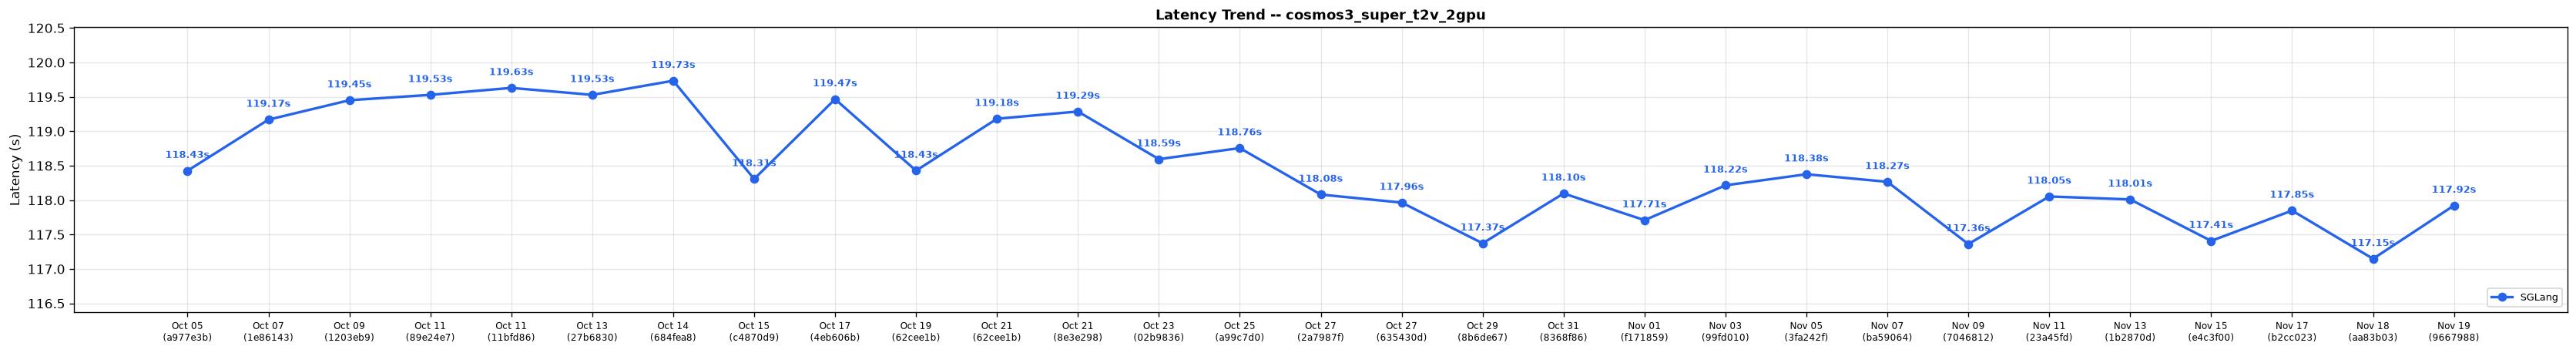 Latency Trend -- cosmos3_super_t2v_2gpu
Latency (s)
120.5
120.0
119.5
119.0
118.5
118.0
117.5
117.0
116.5
118.43s
119.17s
119.45s
119.53s
119.63s
119.53s
119.73s
118.31s
119.47s
118.43s
119.18s
119.29s
118.59s
118.76s
118.08s
117.96s
117.37s
118.10s
117.71s
118.22s
118.38s
118.27s
117.36s
118.05s
118.01s
117.41s
117.85s
117.15s
117.92s
SGLang
Oct 05
(a977e3b)
Oct 07
(1e86143)
Oct 09
(1203eb9)
Oct 11
(89e24e7)
Oct 11
(11bfd86)
Oct 13
(27b6830)
Oct 14
(684fea8)
Oct 15
(c4870d9)
Oct 17
(4eb606b)
Oct 19
(62cee1b)
Oct 21
(62cee1b)
Oct 21
(8e3e298)
Oct 23
(02b9836)
Oct 25
(a99c7d0)
Oct 27
(2a7987f)
Oct 27
(635430d)
Oct 29
(8b6de67)
Oct 31
(8368f86)
Nov 01
(f171859)
Nov 03
(99fd010)
Nov 05
(3fa242f)
Nov 07
(ba59064)
Nov 09
(7046812)
Nov 11
(23a45fd)
Nov 13
(1b2870d)
Nov 15
(e4c3f00)
Nov 17
(b2cc023)
Nov 18
(aa83b03)
Nov 19
(9667988)